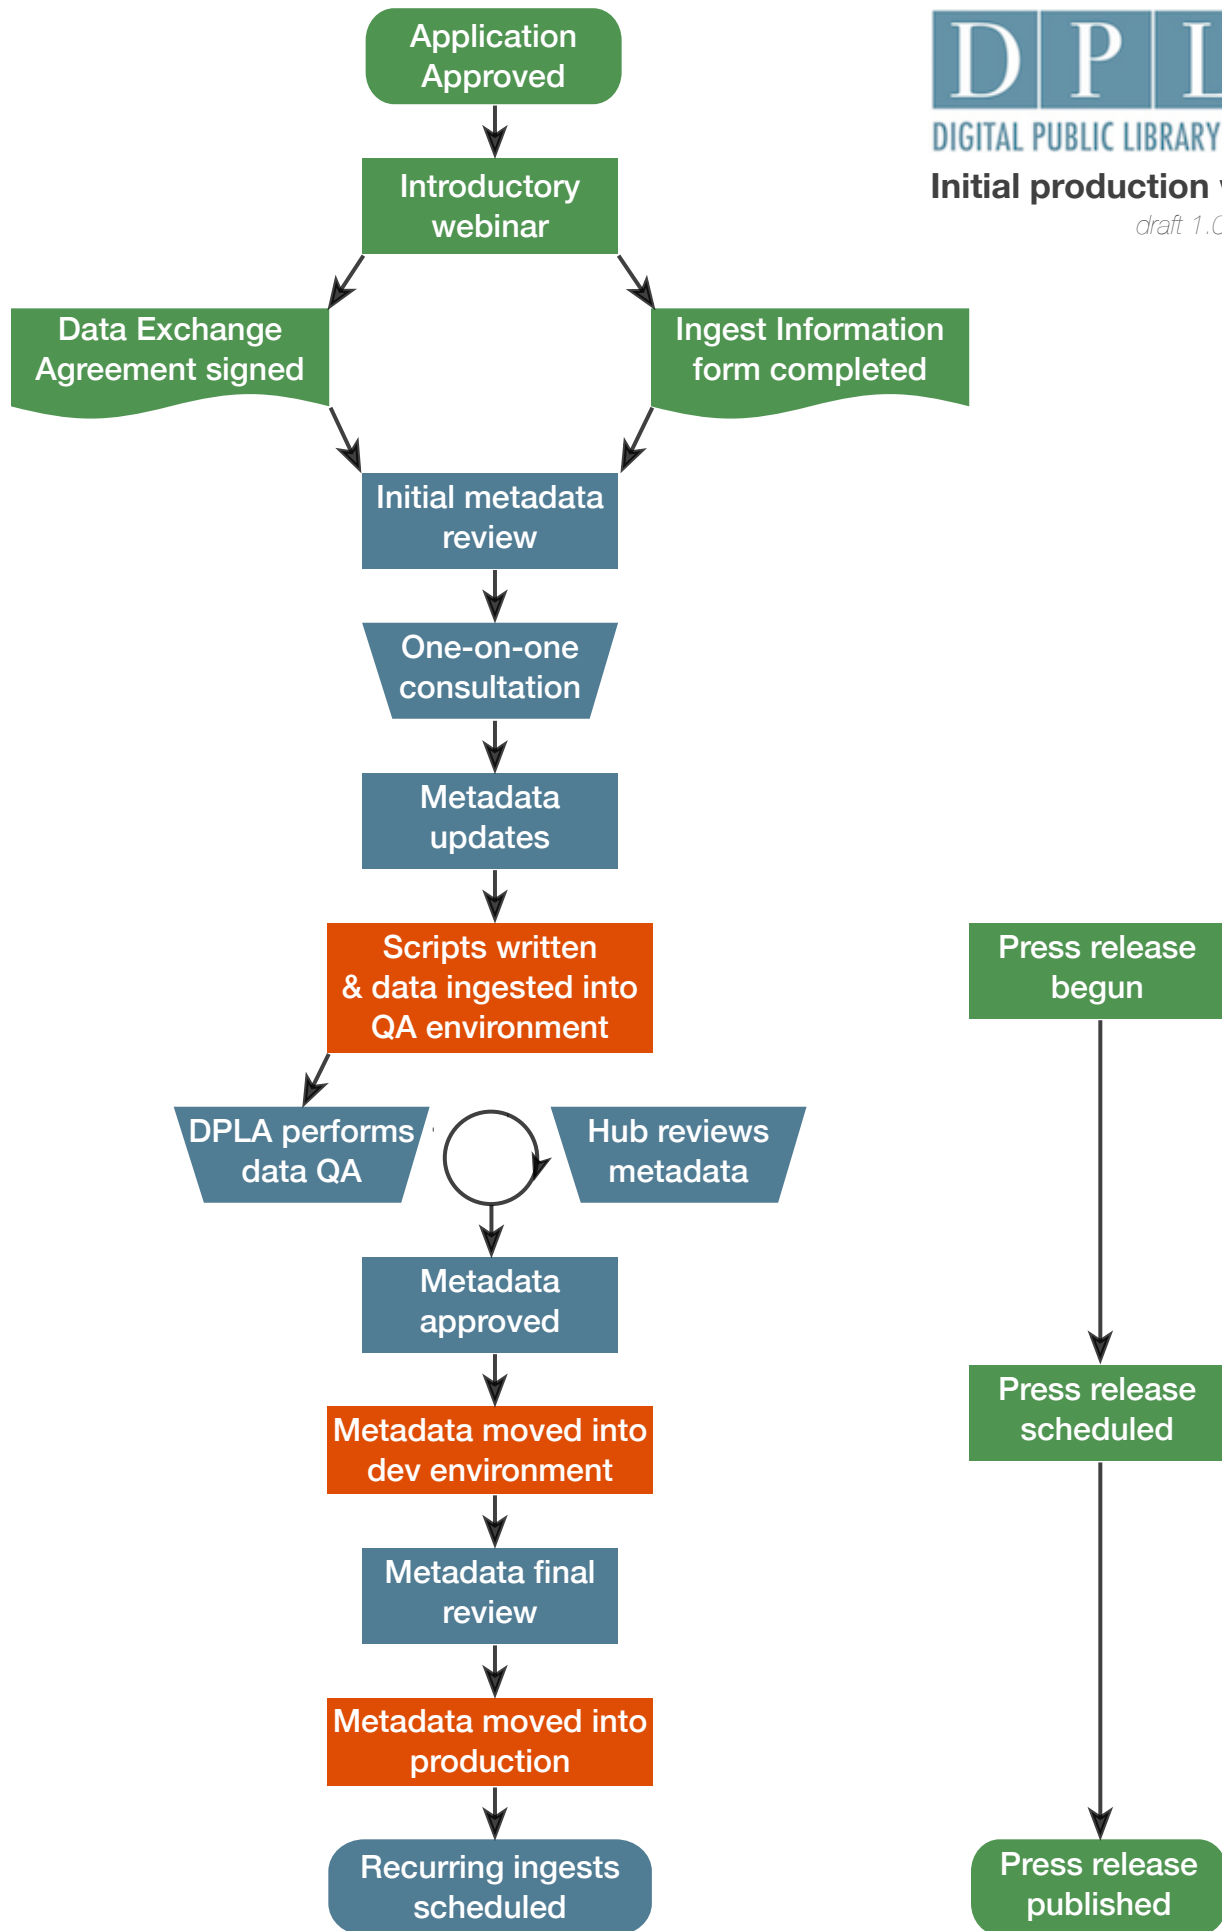 Application
Approved
D P L
DIGITAL PUBLIC LIBRARY
Initial production
draft 1.0
Introductory
webinar
Data Exchange
Agreement signed
Ingest Information
form completed
Initial metadata
review
One-on-one
consultation
Metadata
updates
Scripts written
& data ingested into
QA environment
Press release
begun
DPLA performs
data QA
Hub reviews
metadata
Metadata
approved
Metadata moved into
dev environment
Press release
scheduled
Metadata final
review
Metadata moved into
production
Recurring ingests
scheduled
Press release
published